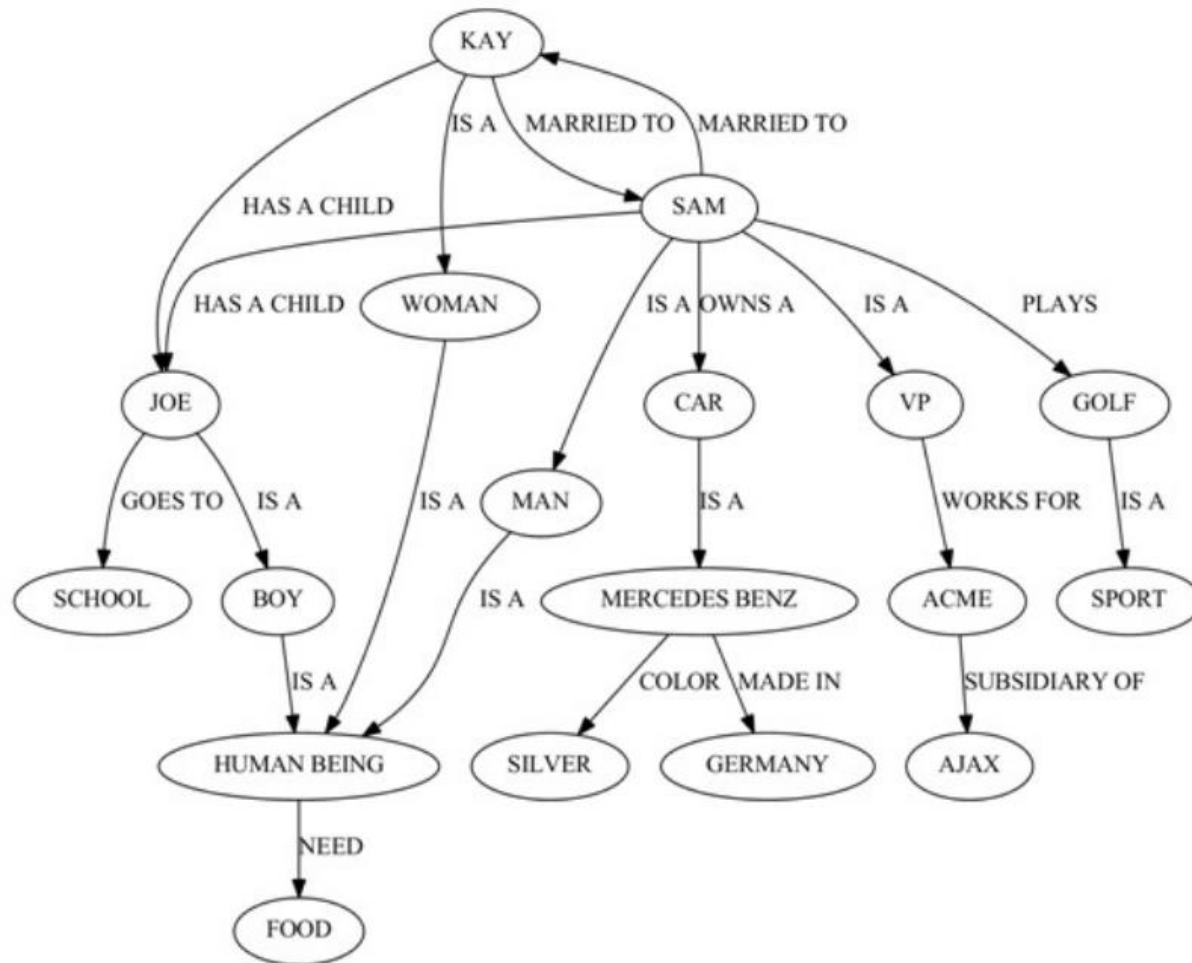 KAY
IS A
MARRIED TO
MARRIED TO
HAS A CHILD
SAM
HAS A CHILD
WOMAN
IS A
OWNS A
IS A
PLAYS
JOE
CAR
VP
GOLF
GOES TO
IS A
IS A
MAN
IS A
WORKS FOR
IS A
SCHOOL
BOY
IS A
MERCEDES BENZ
ACME
SPORT
IS A
COLOR
MADE IN
SUBSIDIARY OF
HUMAN BEING
SILVER
GERMANY
AJAX
NEED
FOOD